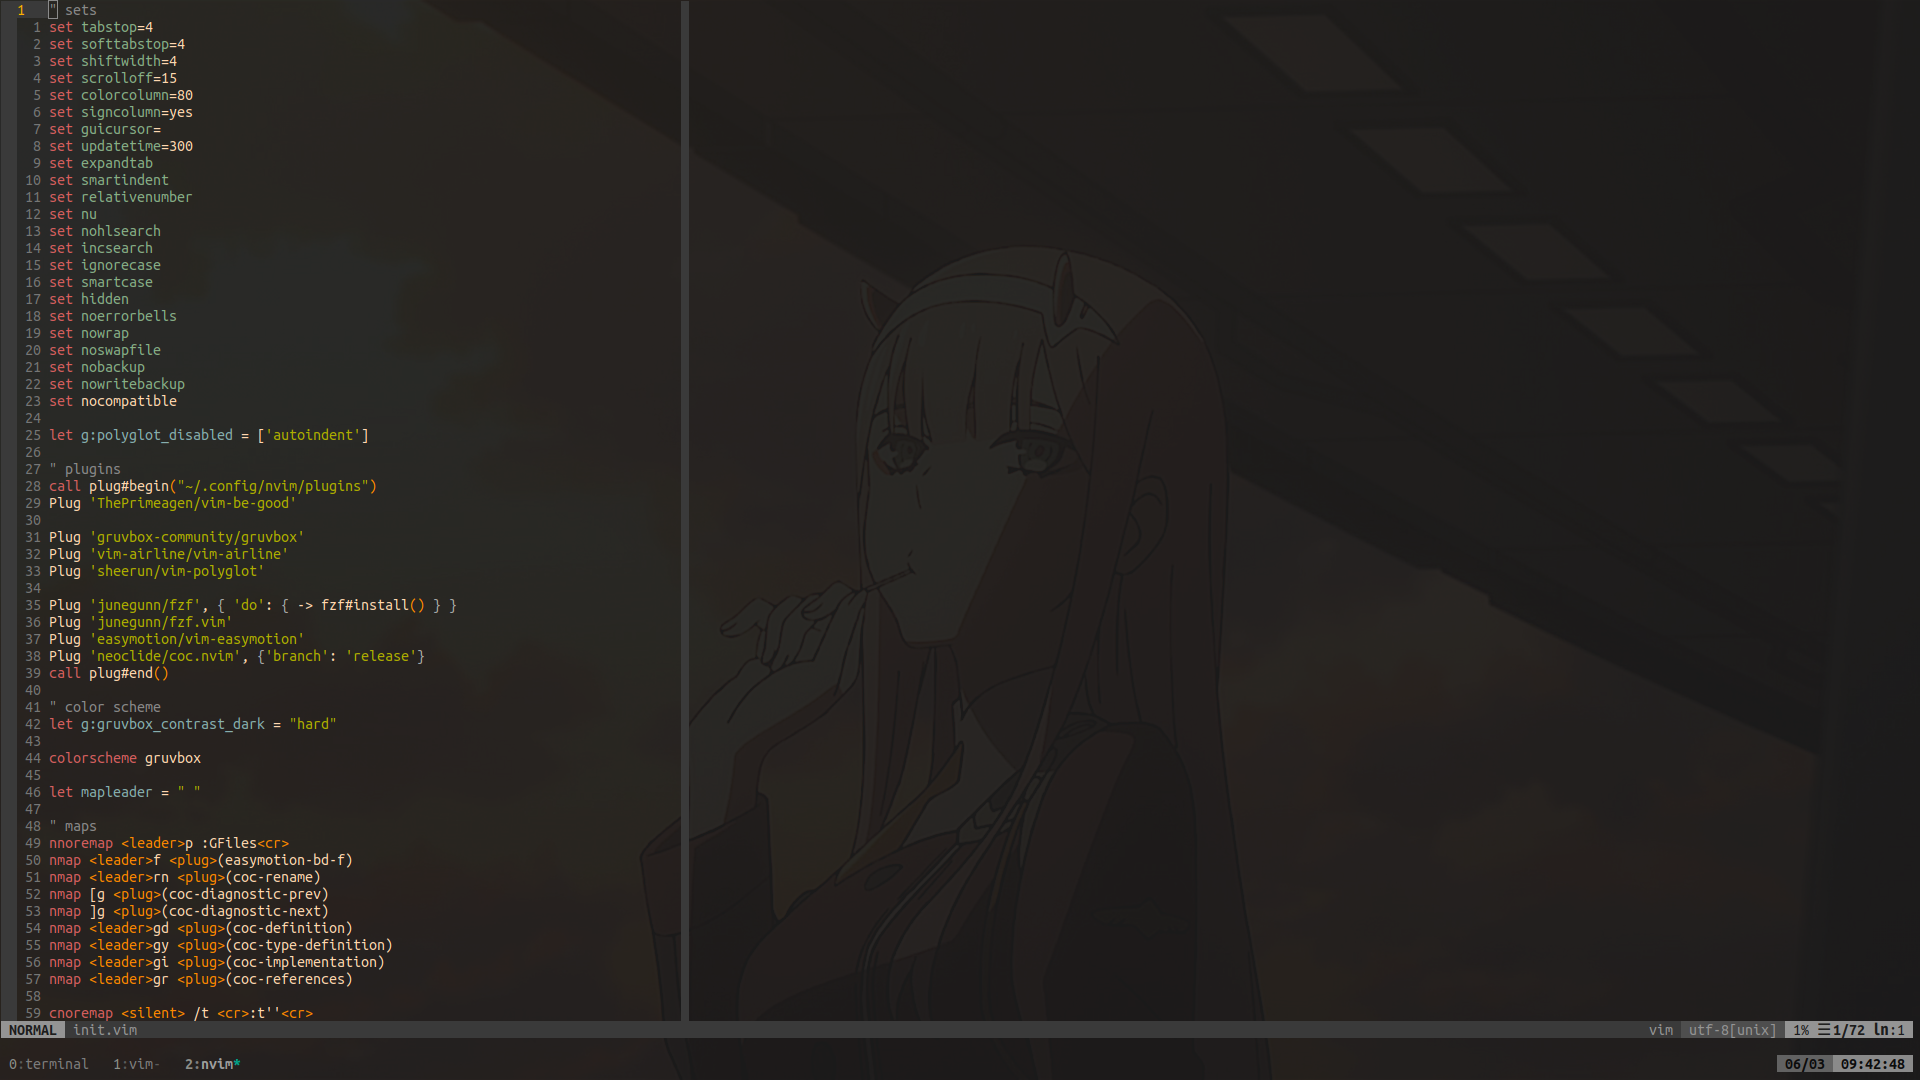 1 " sets
1 set tabstop=4
2 set softtabstop=4
3 set shiftwidth=4
4 set scrolloff=15
5 set colorcolumn=80
6 set signcolumn=yes
7 set guicursor=
8 set updatetime=300
9 set expandtab
10 set smartindent
11 set relativenumber
12 set nu
13 set nohlsearch
14 set incsearch
15 set ignorecase
16 set smartcase
17 set hidden
18 set noerrorbells
19 set nowrap
20 set noswapfile
21 set nobackup
22 set nowritebackup
23 set nocompatible
24
25 let g:polyglot_disabled = ['autoindent']
26
27 " plugins
28 call plug#begin("~/.config/nvim/plugins")
29 Plug 'ThePrimeagen/vim-be-good'
30
31 Plug 'gruvbox-community/gruvbox'
32 Plug 'vim-airline/vim-airline'
33 Plug 'sheerun/vim-polyglot'
34
35 Plug 'junegunn/fzf', { 'do': { -> fzf#install() } }
36 Plug 'junegunn/fzf.vim'
37 Plug 'easymotion/vim-easymotion'
38 Plug 'neoclide/coc.nvim', {'branch': 'release'}
39 call plug#end()
40
41 " color scheme
42 let g:gruvbox_contrast_dark = "hard"
43
44 colorscheme gruvbox
45
46 let mapleader = " "
47
48 " maps
49 nnoremap <leader>p :GFiles<cr>
50 nmap <leader>f <plug>(easymotion-bd-f)
51 nmap <leader>rn <plug>(coc-rename)
52 nmap [g <plug>(coc-diagnostic-prev)
53 nmap ]g <plug>(coc-diagnostic-next)
54 nmap <leader>gd <plug>(coc-definition)
55 nmap <leader>gy <plug>(coc-type-definition)
56 nmap <leader>gi <plug>(coc-implementation)
57 nmap <leader>gr <plug>(coc-references)
58
59 cnoremap <silent> /t <cr>:t''<cr>
NORMAL init.vim vim utf-8[unix] 1% ☰1/72 ln:1
0:terminal 1:vim- 2:nvim* 06/03 09:42:48